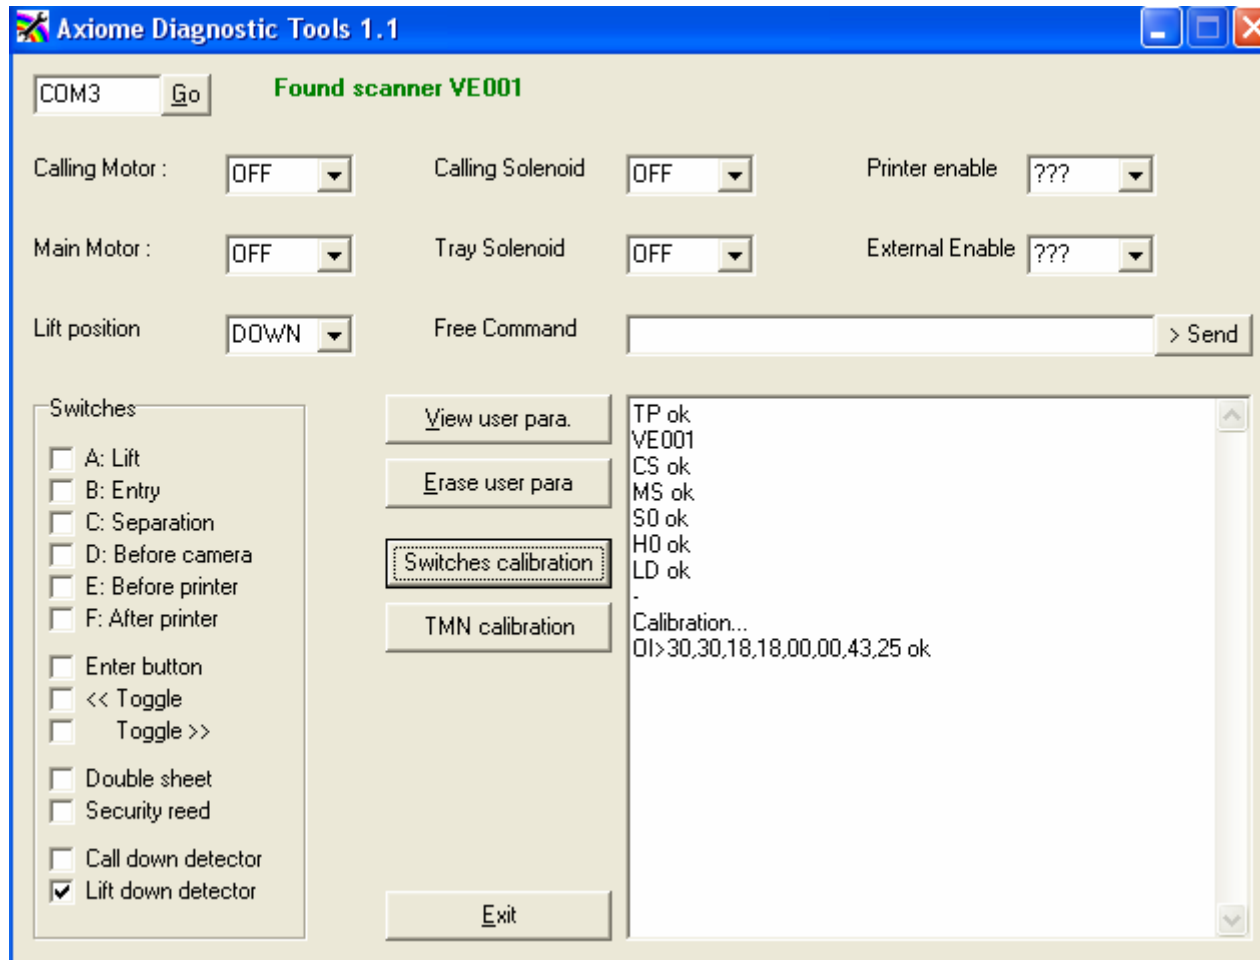 Axiome Diagnostic Tools 1.1
COM3 Go Found scanner VE001
Calling Motor : OFF Calling Solenoid OFF Printer enable ???
Main Motor : OFF Tray Solenoid OFF External Enable ???
Lift position DOWN Free Command > Send
Switches
A: Lift
B: Entry
C: Separation
D: Before camera
E: Before printer
F: After printer
Enter button
<< Toggle
Toggle >>
Double sheet
Security reed
Call down detector
Lift down detector
View user para.
Erase user para
Switches calibration
TMN calibration
Exit
TP ok
VE001
CS ok
MS ok
S0 ok
H0 ok
LD ok
-
Calibration...
OI>30,30,18,18,00,00,43,25 ok